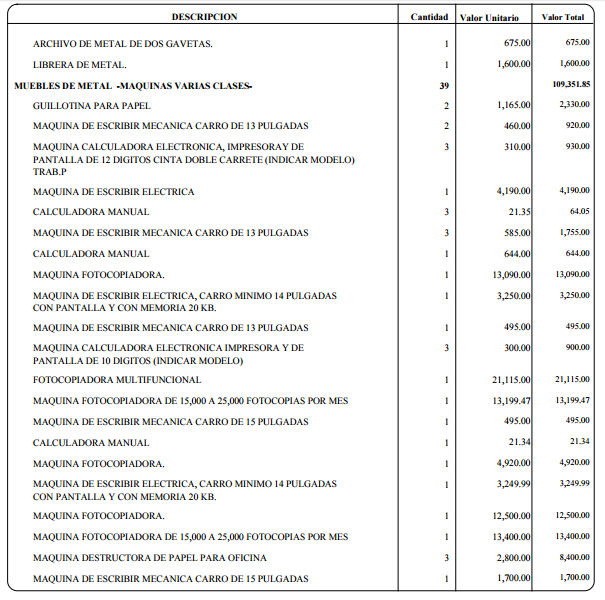 DESCRIPCION Cantidad Valor Unitario Valor Total
ARCHIVO DE METAL DE DOS GAVETAS. 1 675.00 675.00
LIBRERA DE METAL. 1 1,600.00 1,600.00
MUEBLES DE METAL -MAQUINAS VARIAS CLASES- 39 109,351.85
GUILLOTINA PARA PAPEL 2 1,165.00 2,330.00
MAQUINA DE ESCRIBIR MECANICA CARRO DE 13 PULGADAS 2 460.00 920.00
MAQUINA CALCULADORA ELECTRONICA, IMPRESORAY DE 3 310.00 930.00
PANTALLA DE 12 DIGITOS CINTA DOBLE CARRETE (INDICAR MODELO)
TRAB.P
MAQUINA DE ESCRIBIR ELECTRICA 1 4,190.00 4,190.00
CALCULADORA MANUAL 3 21.35 64.05
MAQUINA DE ESCRIBIR MECANICA CARRO DE 13 PULGADAS 3 585.00 1,755.00
CALCULADORA MANUAL 1 644.00 644.00
MAQUINA FOTOCOPIADORA. 1 13,090.00 13,090.00
MAQUINA DE ESCRIBIR ELECTRICA, CARRO MINIMO 14 PULGADAS 1 3,250.00 3,250.00
CON PANTALLA Y CON MEMORIA 20 KB.
MAQUINA DE ESCRIBIR MECANICA CARRO DE 13 PULGADAS 1 495.00 495.00
MAQUINA CALCULADORA ELECTRONICA IMPRESORA Y DE 3 300.00 900.00
PANTALLA DE 10 DIGITOS (INDICAR MODELO)
FOTOCOPIADORA MULTIFUNCIONAL 1 21,115.00 21,115.00
MAQUINA FOTOCOPIADORA DE 15,000 A 25,000 FOTOCOPIAS POR MES 1 13,199.47 13,199.47
MAQUINA DE ESCRIBIR MECANICA CARRO DE 15 PULGADAS 1 495.00 495.00
CALCULADORA MANUAL 1 21.34 21.34
MAQUINA FOTOCOPIADORA. 1 4,920.00 4,920.00
MAQUINA DE ESCRIBIR ELECTRICA, CARRO MINIMO 14 PULGADAS 1 3,249.99 3,249.99
CON PANTALLA Y CON MEMORIA 20 KB.
MAQUINA FOTOCOPIADORA. 1 12,500.00 12,500.00
MAQUINA FOTOCOPIADORA DE 15,000 A 25,000 FOTOCOPIAS POR MES 1 13,400.00 13,400.00
MAQUINA DESTRUCTORA DE PAPEL PARA OFICINA 3 2,800.00 8,400.00
MAQUINA DE ESCRIBIR MECANICA CARRO DE 15 PULGADAS 1 1,700.00 1,700.00